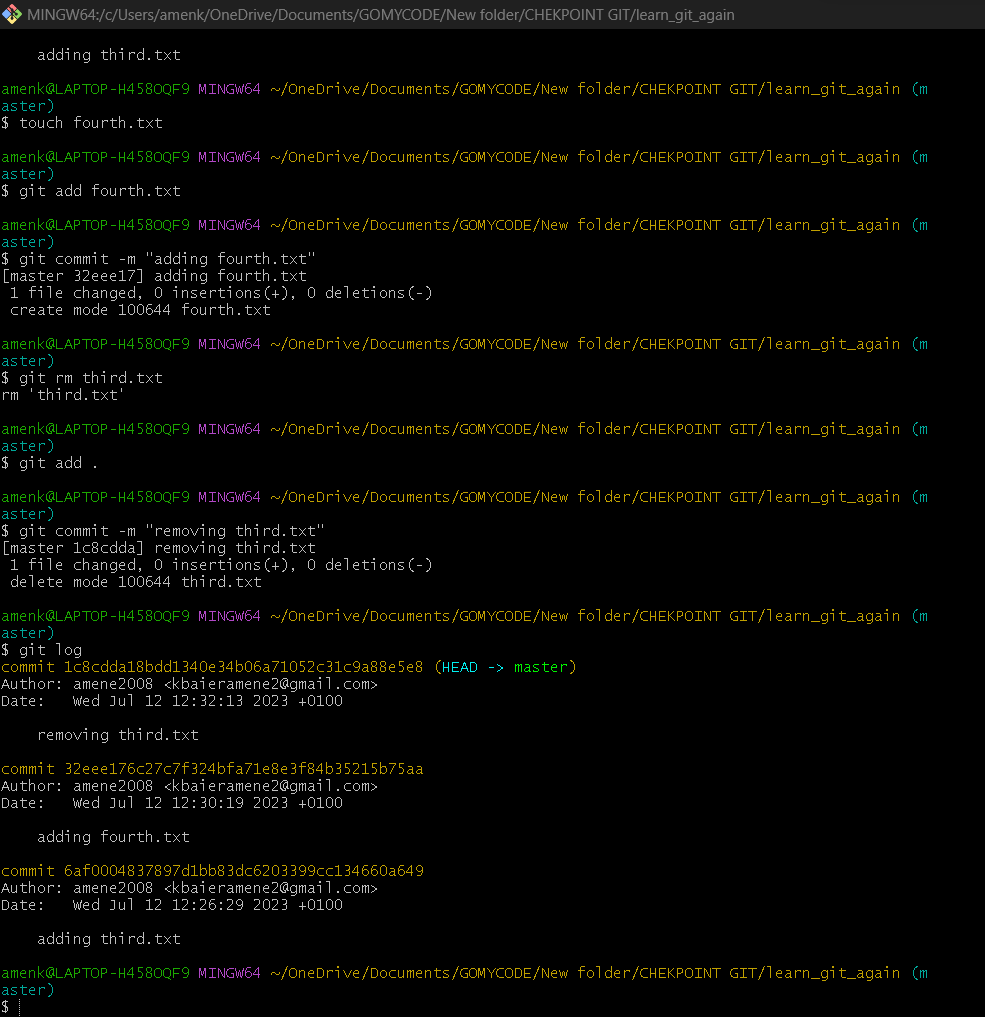 MINGW64:/c/Users/amenk/OneDrive/Documents/GOMYCODE/New folder/CHEKPOINT GIT/learn_git_again
    adding third.txt
amenk@LAPTOP-H458OQF9 MINGW64 ~/OneDrive/Documents/GOMYCODE/New folder/CHEKPOINT GIT/learn_git_again (m
aster)
$ touch fourth.txt
amenk@LAPTOP-H458OQF9 MINGW64 ~/OneDrive/Documents/GOMYCODE/New folder/CHEKPOINT GIT/learn_git_again (m
aster)
$ git add fourth.txt
amenk@LAPTOP-H458OQF9 MINGW64 ~/OneDrive/Documents/GOMYCODE/New folder/CHEKPOINT GIT/learn_git_again (m
aster)
$ git commit -m "adding fourth.txt"
[master 32eee17] adding fourth.txt
 1 file changed, 0 insertions(+), 0 deletions(-)
 create mode 100644 fourth.txt
amenk@LAPTOP-H458OQF9 MINGW64 ~/OneDrive/Documents/GOMYCODE/New folder/CHEKPOINT GIT/learn_git_again (m
aster)
$ git rm third.txt
rm 'third.txt'
amenk@LAPTOP-H458OQF9 MINGW64 ~/OneDrive/Documents/GOMYCODE/New folder/CHEKPOINT GIT/learn_git_again (m
aster)
$ git add .
amenk@LAPTOP-H458OQF9 MINGW64 ~/OneDrive/Documents/GOMYCODE/New folder/CHEKPOINT GIT/learn_git_again (m
aster)
$ git commit -m "removing third.txt"
[master 1c8cdda] removing third.txt
 1 file changed, 0 insertions(+), 0 deletions(-)
 delete mode 100644 third.txt
amenk@LAPTOP-H458OQF9 MINGW64 ~/OneDrive/Documents/GOMYCODE/New folder/CHEKPOINT GIT/learn_git_again (m
aster)
$ git log
commit 1c8cdda18bdd1340e34b06a71052c31c9a88e5e8 (HEAD -> master)
Author: amene2008 <kbaieramene2@gmail.com>
Date:   Wed Jul 12 12:32:13 2023 +0100
    removing third.txt
commit 32eee176c27c7f324bfa71e8e3f84b35215b75aa
Author: amene2008 <kbaieramene2@gmail.com>
Date:   Wed Jul 12 12:30:19 2023 +0100
    adding fourth.txt
commit 6af0004837897d1bb83dc6203399cc134660a649
Author: amene2008 <kbaieramene2@gmail.com>
Date:   Wed Jul 12 12:26:29 2023 +0100
    adding third.txt
amenk@LAPTOP-H458OQF9 MINGW64 ~/OneDrive/Documents/GOMYCODE/New folder/CHEKPOINT GIT/learn_git_again (m
aster)
$